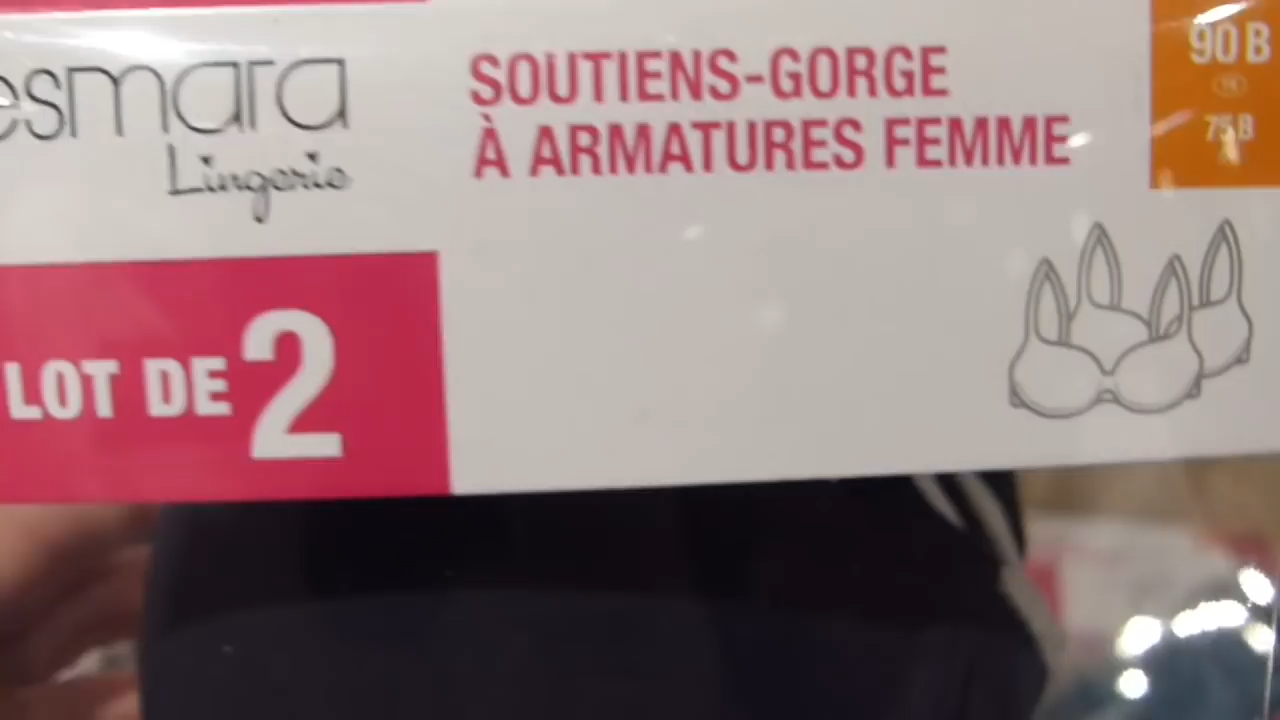 esmara
Lingerie
SOUTIENS-GORGE
À ARMATURES FEMME
90 B
75 B
LOT DE 2